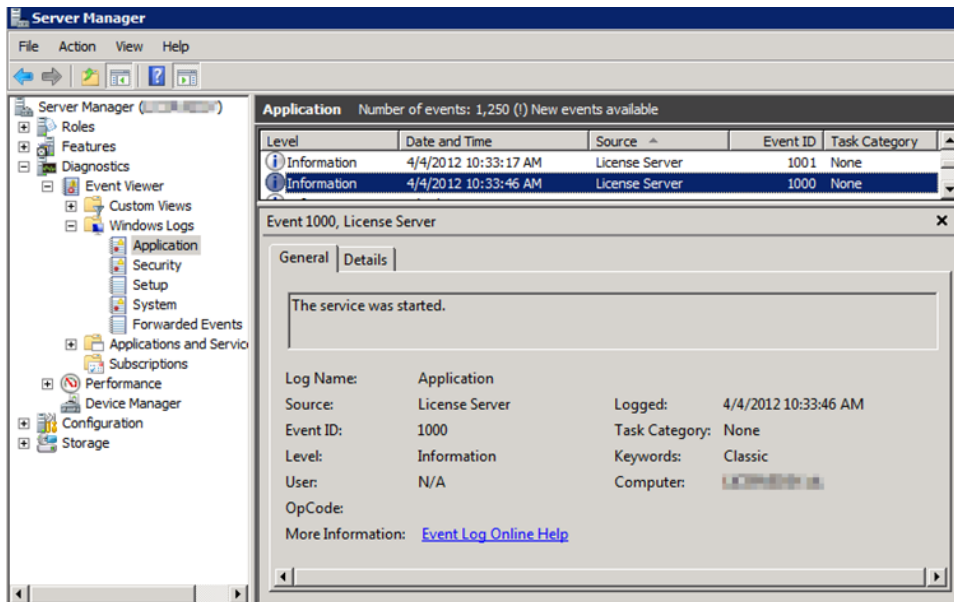 Server Manager
File Action View Help
Server Manager (
Roles
Features
Diagnostics
Event Viewer
Custom Views
Windows Logs
Application
Security
Setup
System
Forwarded Events
Applications and Servic
Subscriptions
Performance
Device Manager
Configuration
Storage
Application Number of events: 1,250 (!) New events available
Level Date and Time Source Event ID Task Category
Information 4/4/2012 10:33:17 AM License Server 1001 None
Information 4/4/2012 10:33:46 AM License Server 1000 None
Event 1000, License Server
General Details
The service was started.
Log Name: Application
Source: License Server Logged: 4/4/2012 10:33:46 AM
Event ID: 1000 Task Category: None
Level: Information Keywords: Classic
User: N/A Computer:
OpCode:
More Information: Event Log Online Help